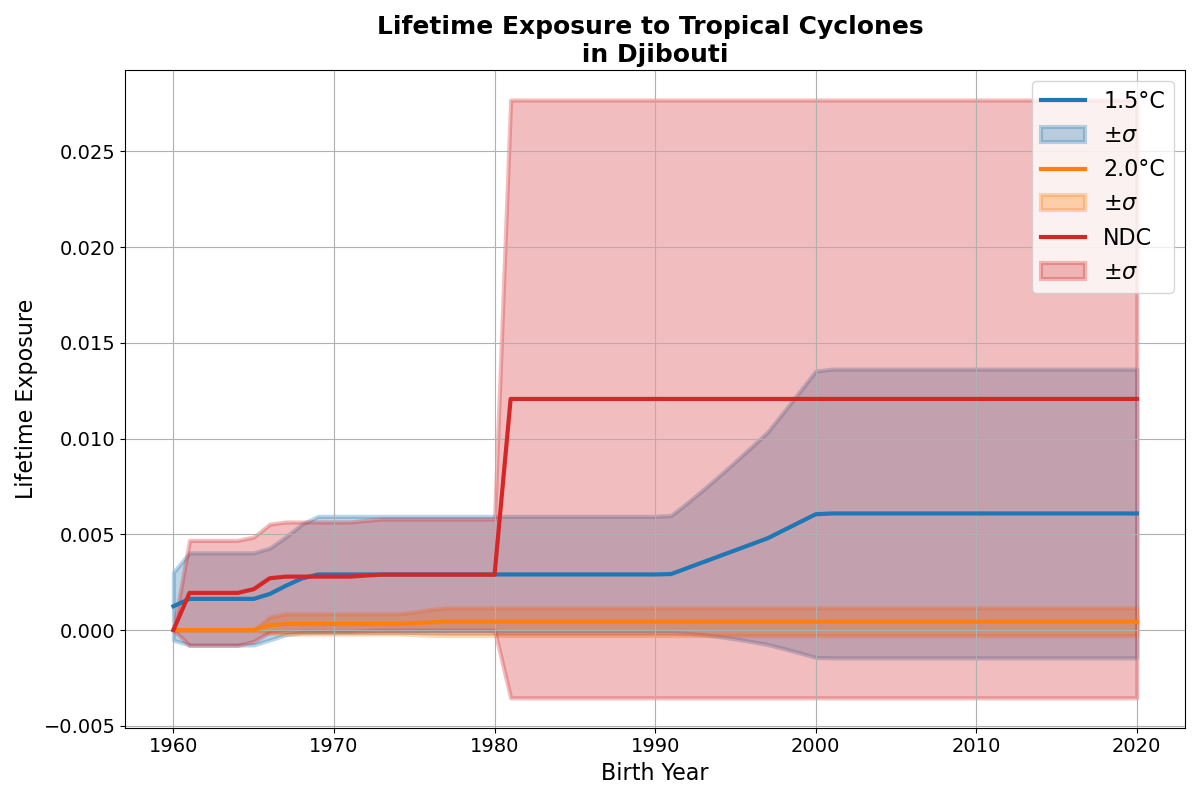 Lifetime Exposure to Tropical Cyclones
in Djibouti
1.5°C
±σ
2.0°C
±σ
NDC
±σ
0.025
0.020
0.015
0.010
0.005
0.000
−0.005
Lifetime Exposure
1960 1970 1980 1990 2000 2010 2020
Birth Year